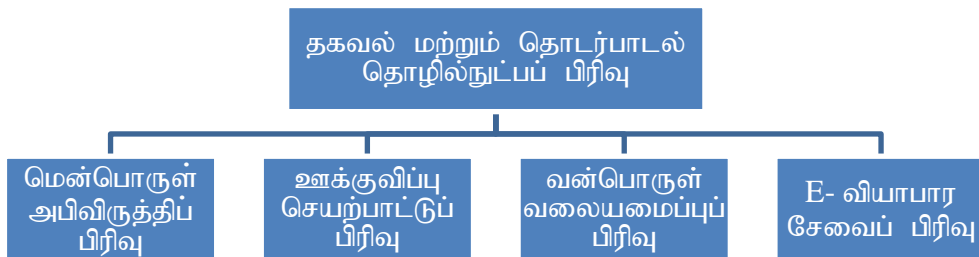 தகவல் மற்றும் தொடர்பாடல்
தொழில்நுட்பப் பிரிவு
மென்பொருள்
அபிவிருத்திப்
பிரிவு
ஊக்குவிப்பு
செயற்பாட்டுப்
பிரிவு
வன்பொருள்
வலையமைப்புப்
பிரிவு
E- வியாபார
சேவைப் பிரிவு